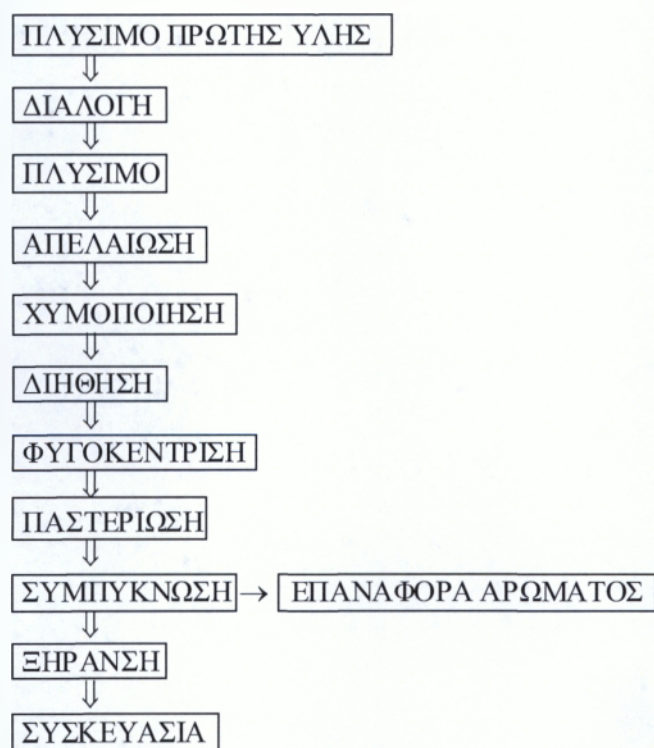 ΠΛΥΣΙΜΟ ΠΡΩΤΗΣ ΥΛΗΣ
ΔΙΑΛΟΓΗ
ΠΛΥΣΙΜΟ
ΑΠΕΛΑΙΩΣΗ
ΧΥΜΟΠΟΙΗΣΗ
ΔΙΗΘΗΣΗ
ΦΥΓΟΚΕΝΤΡΙΣΗ
ΠΑΣΤΕΡΙΩΣΗ
ΣΥΜΠΥΚΝΩΣΗ → ΕΠΑΝΑΦΟΡΑ ΑΡΩΜΑΤΟΣ
ΞΗΡΑΝΣΗ
ΣΥΣΚΕΥΑΣΙΑ